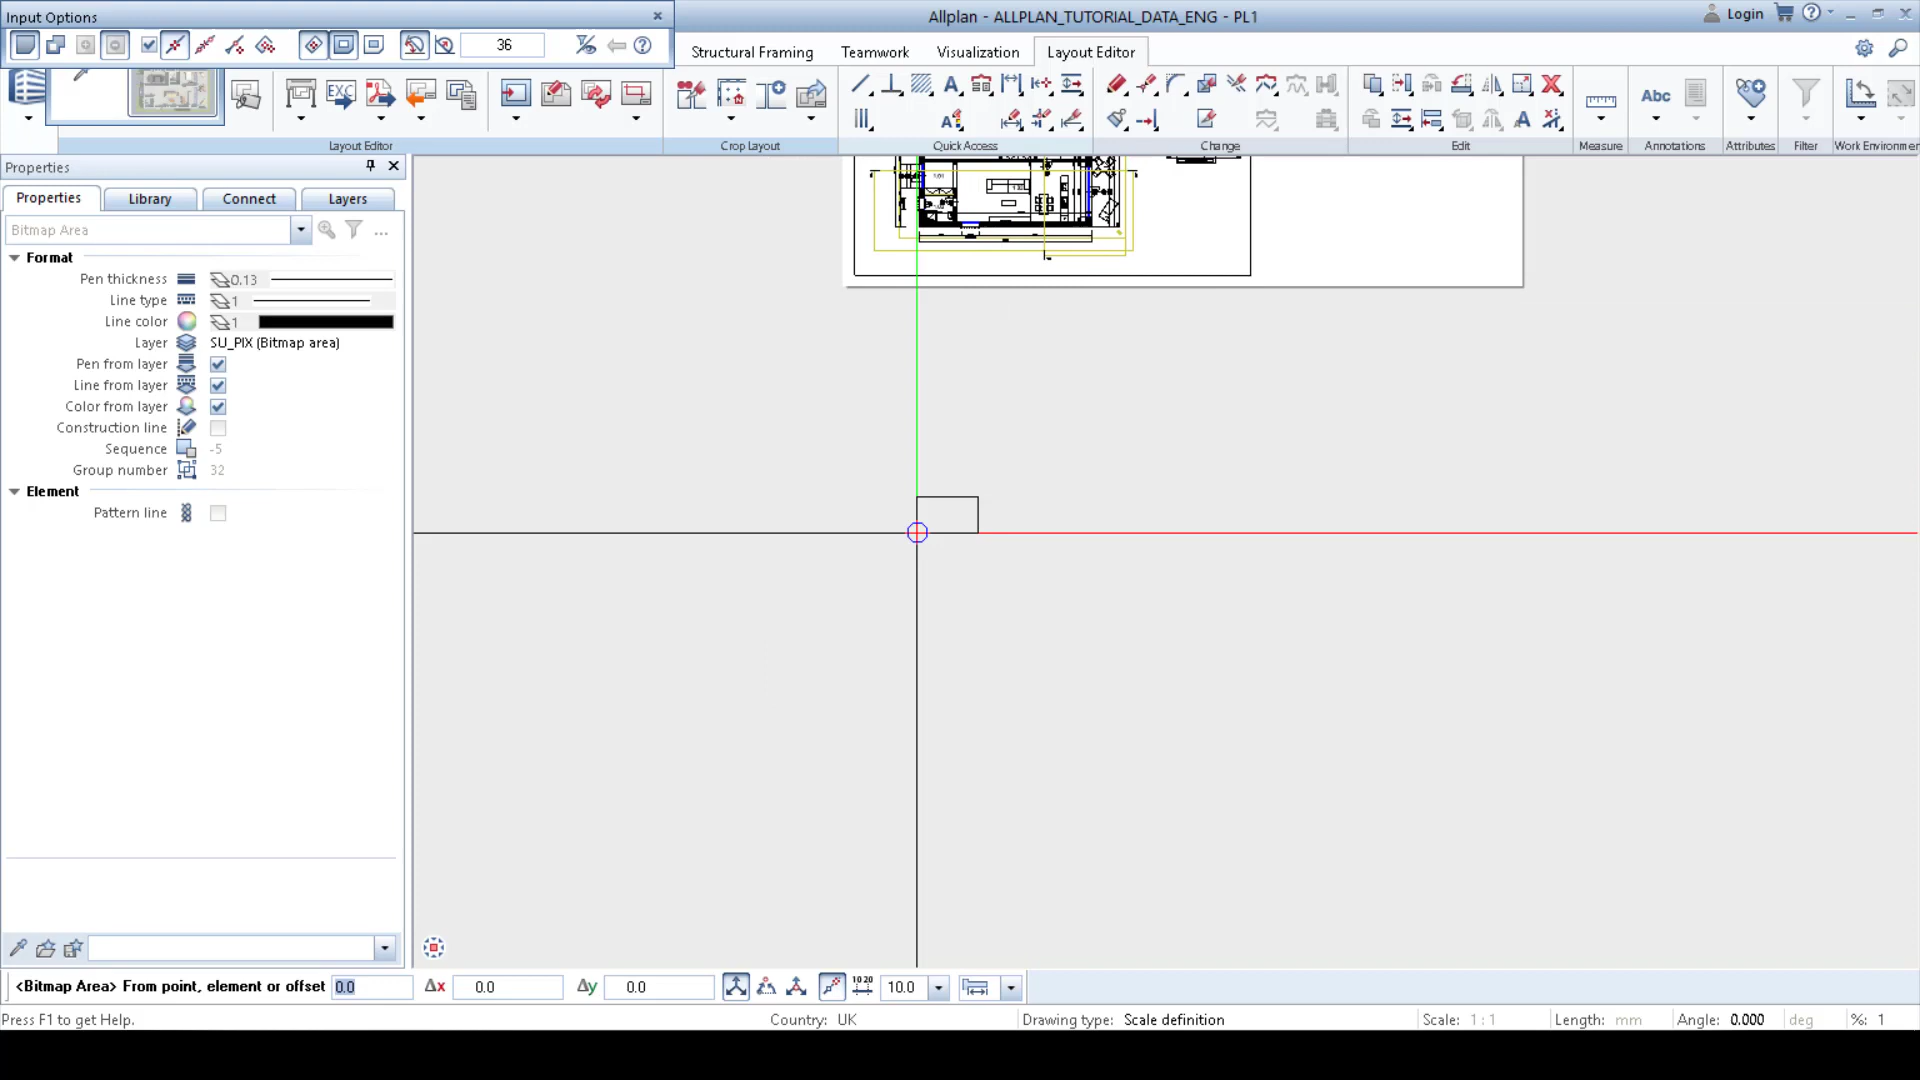 Input Options
Allplan - ALLPLAN_TUTORIAL_DATA_ENG - PL1
Login
36
Structural Framing
Teamwork
Visualization
Layout Editor
EXC
A
Abc
Layout Editor
Crop Layout
Quick Access
Change
Edit
Measure
Annotations
Attributes
Filter
Work Environmer
Properties
Properties
Library
Connect
Layers
Bitmap Area
...
Format
Pen thickness
0.13
Line type
1
Line color
1
Layer
SU_PIX (Bitmap area)
Pen from layer
Line from layer
Color from layer
Construction line
Sequence
-5
Group number
32
Element
Pattern line
<Bitmap Area> From point, element or offset
0.0
Δx
0.0
Δy
0.0
10.20
10.0
Press F1 to get Help.
Country: UK
Drawing type: Scale definition
Scale: 1 : 1
Length: mm
Angle: 0.000
deg
%: 1